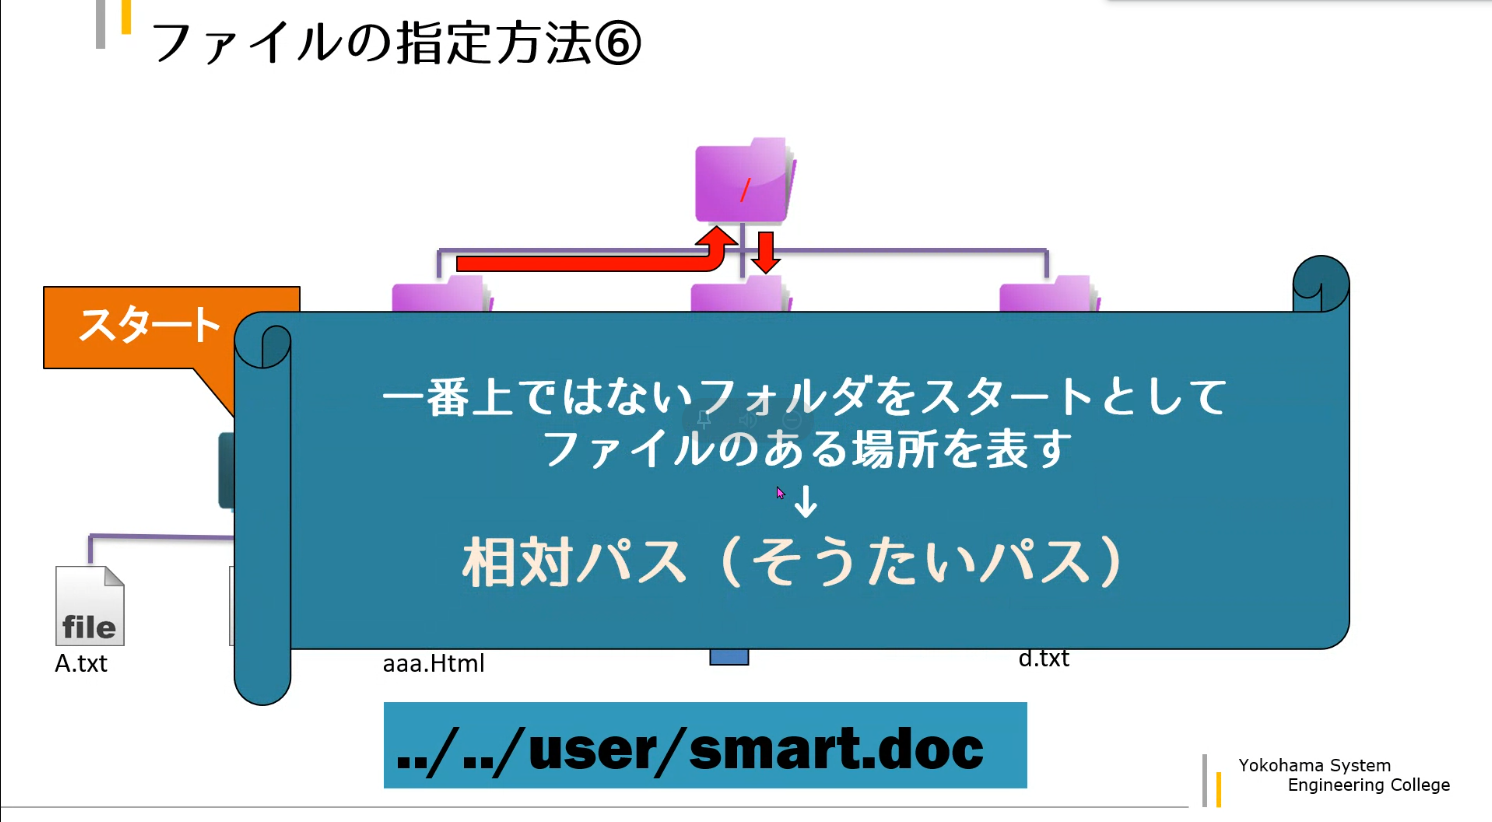 ファイルの指定方法⑥
/
スタート
一番上ではないフォルダをスタートとして
ファイルのある場所を表す
↓
相対パス（そうたいパス）
file
A.txt
aaa.Html
d.txt
../../user/smart.doc
Yokohama System
Engineering College